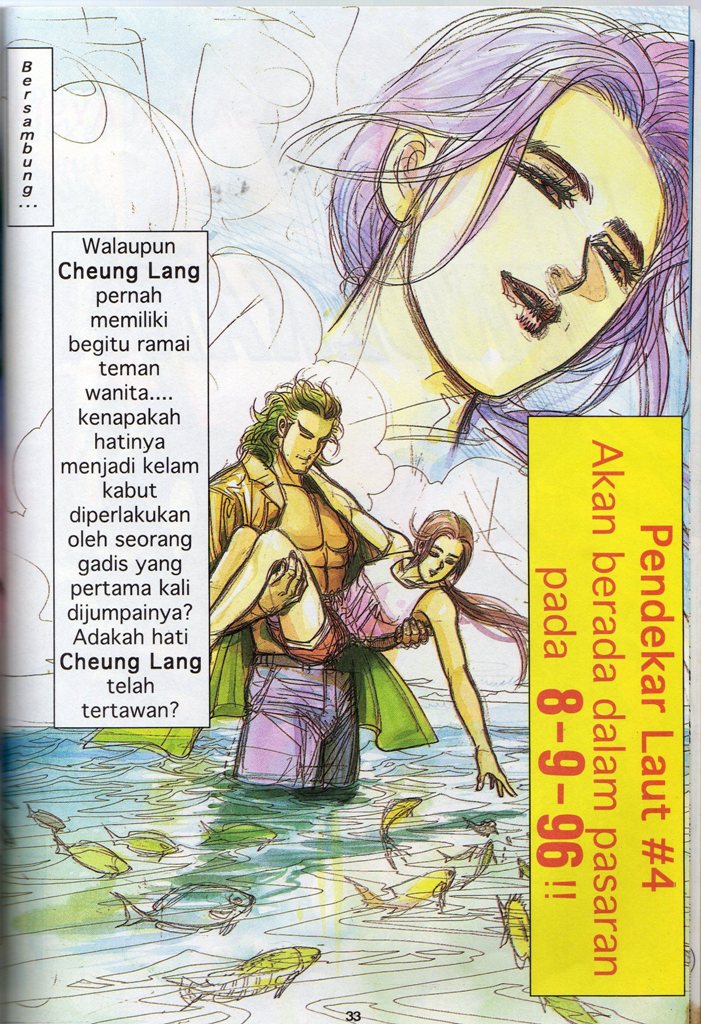 Bersambung...
Walaupun
Cheung Lang
pernah
memiliki
begitu ramai
teman
wanita....
kenapakah
hatinya
menjadi kelam
kabut
diperlakukan
oleh seorang
gadis yang
pertama kali
dijumpainya?
Adakah hati
Cheung Lang
telah
tertawan?
Pendekar Laut #4
Akan berada dalam pasaran
pada 8-9-96 !!
33